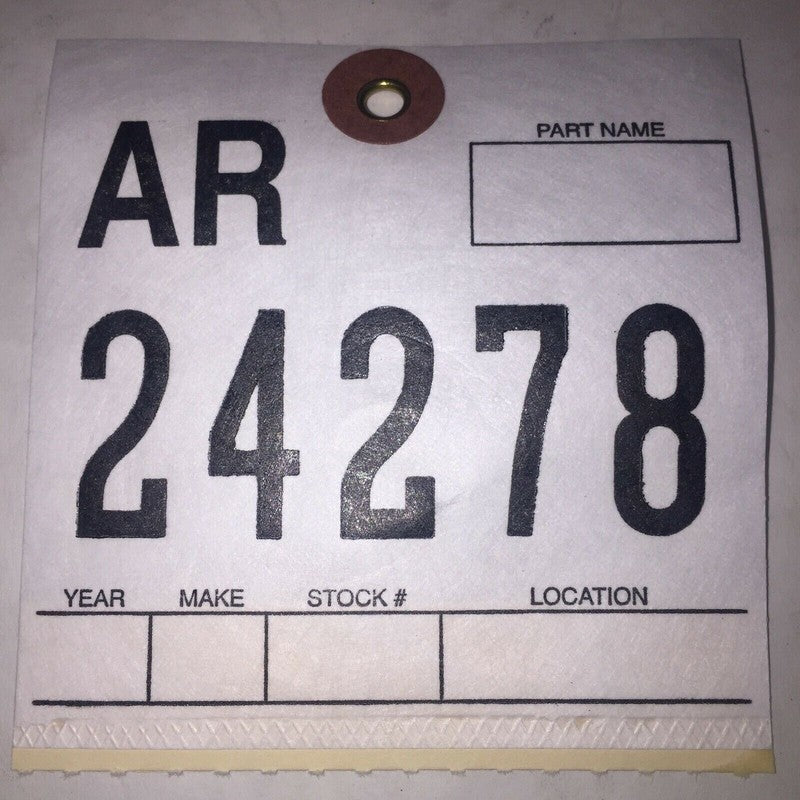 AR
PART NAME
24278
YEAR MAKE STOCK # LOCATION